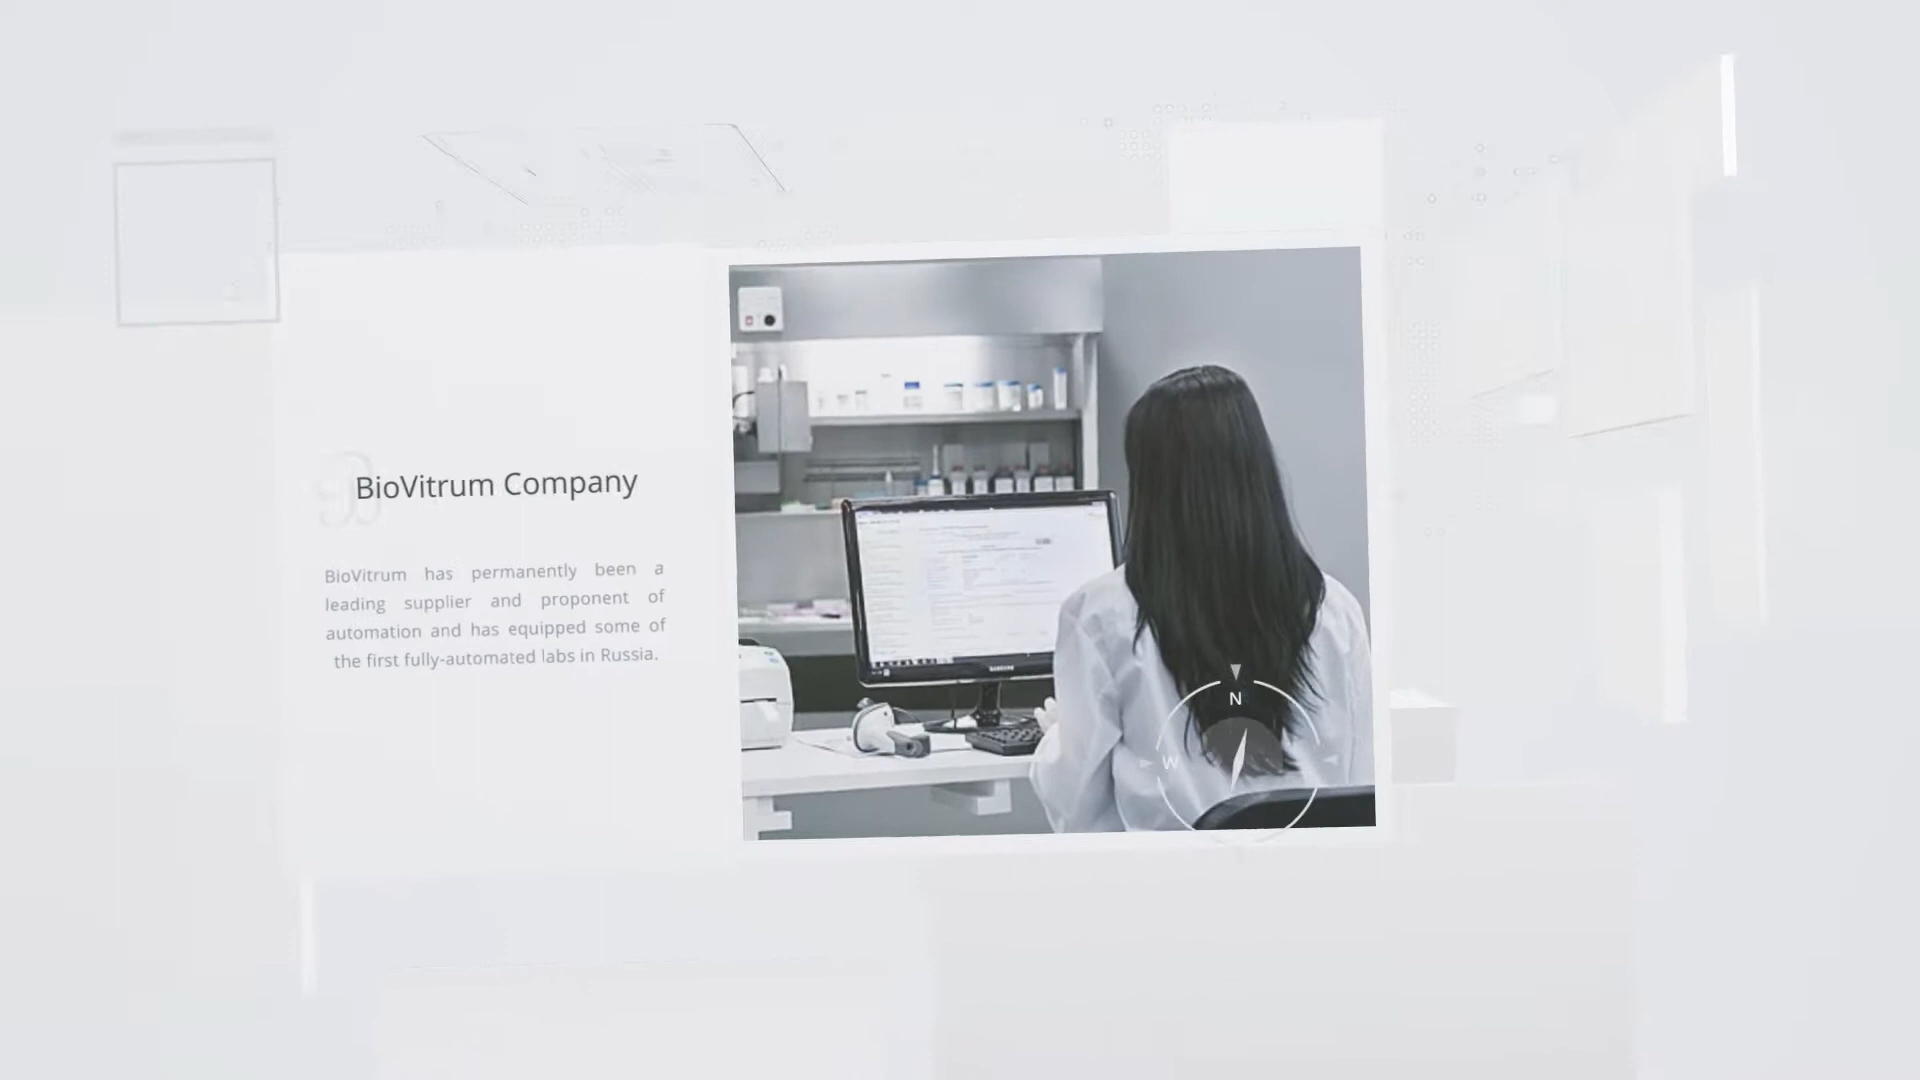 BioVitrum Company
BioVitrum has permanently been a
leading supplier and proponent of
automation and has equipped some of
the first fully-automated labs in Russia.
SAMSUNG
N
W